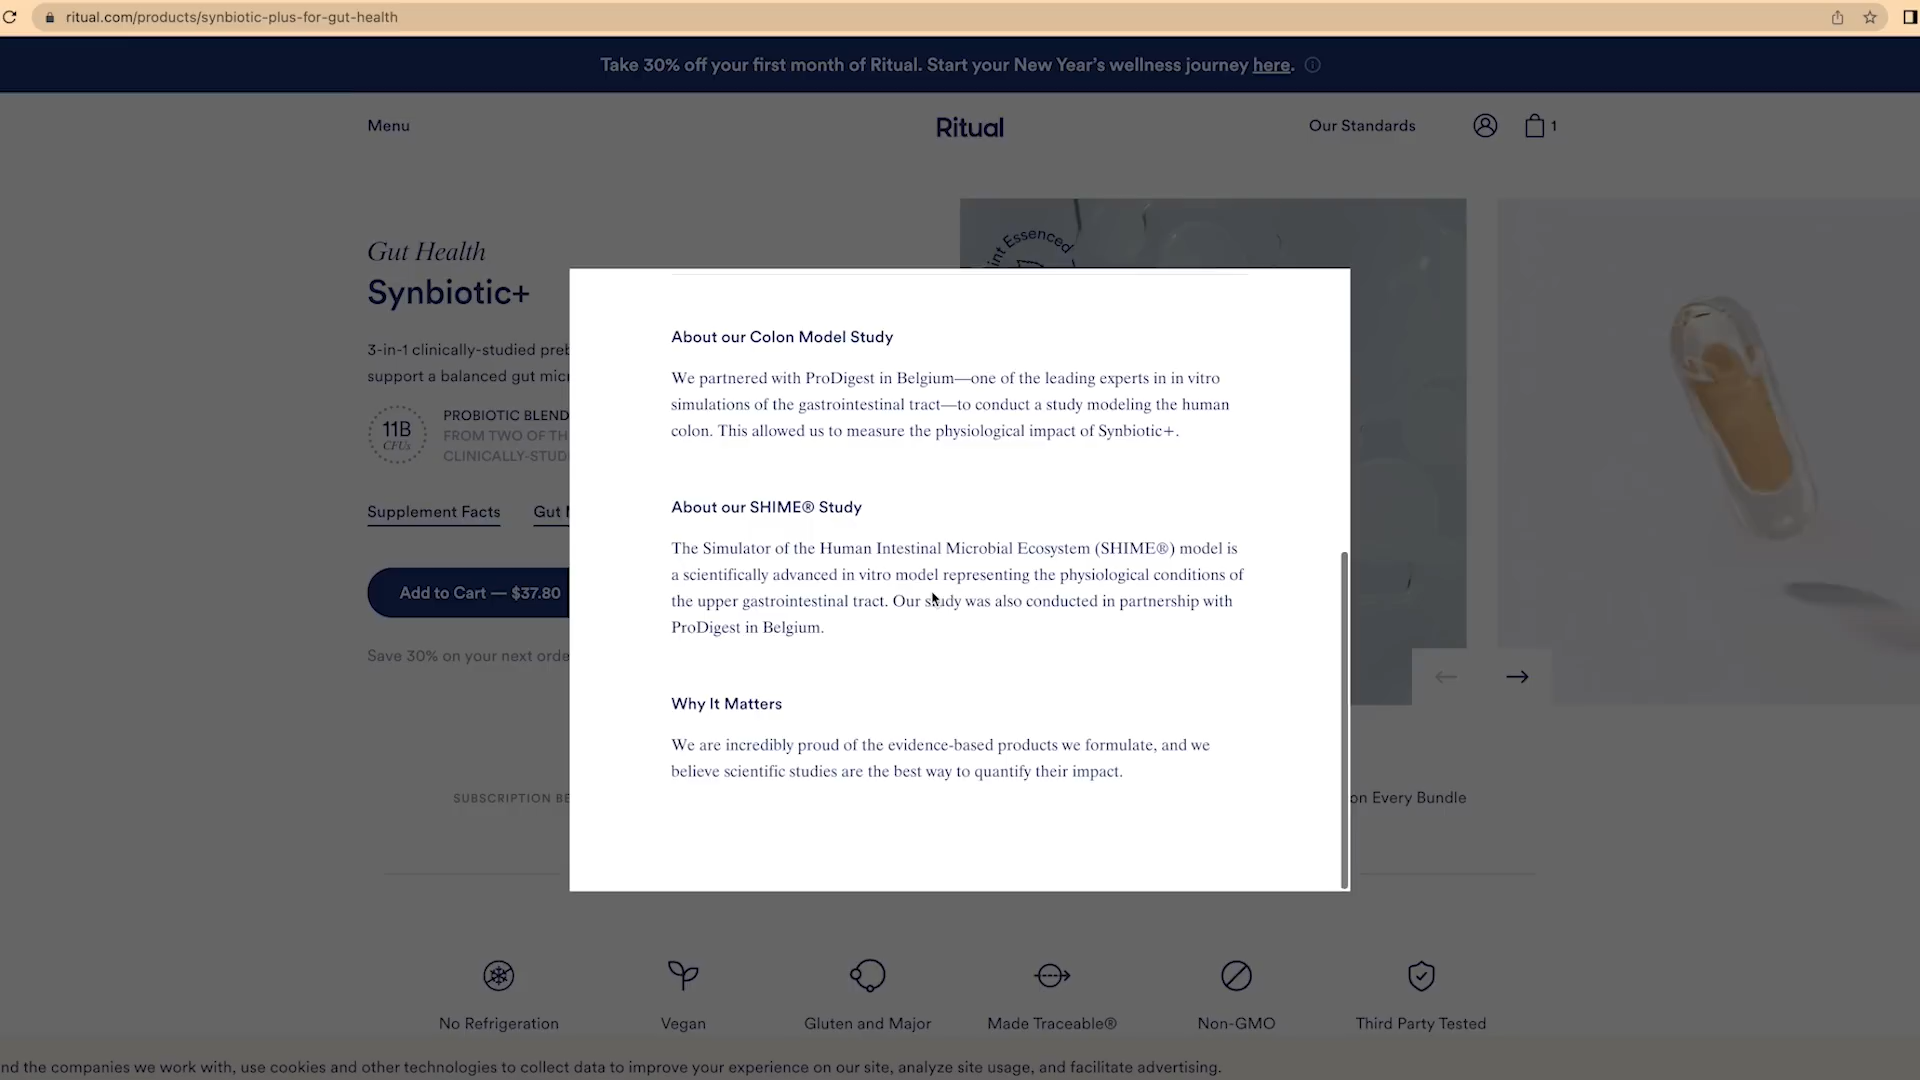 ritual.com/products/synbiotic-plus-for-gut-health
Take 30% off your first month of Ritual. Start your New Year's wellness journey here.
Menu
Ritual
Our Standards
1
Gut Health
Synbiotic+
3-in-1 clinically-studied
support a balanced gut
11B
CFUs
PROBIOTIC BLEND
FROM TWO OF
Supplement Facts
Gut
Add to Cart — $37.80
Save 30% on your next
Essenced
About our Colon Model Study
We partnered with ProDigest in Belgium—one of the leading experts in in vitro
simulations of the gastrointestinal tract—to conduct a study modeling the human
colon. This allowed us to measure the physiological impact of Synbiotic+.
About our SHIME® Study
The Simulator of the Human Intestinal Microbial Ecosystem (SHIME®) model is
a scientifically advanced in vitro model representing the physiological conditions of
the upper gastrointestinal tract. Our study was also conducted in partnership with
ProDigest in Belgium.
Why It Matters
We are incredibly proud of the evidence-based products we formulate, and we
believe scientific studies are the best way to quantify their impact.
SUBSCRIPTION
on Every Bundle
No Refrigeration
Vegan
Gluten and Major
Made Traceable®
Non-GMO
Third Party Tested
the companies we work with, use cookies and other technologies to collect data to improve your experience on our site, analyze site usage, and facilitate advertising.